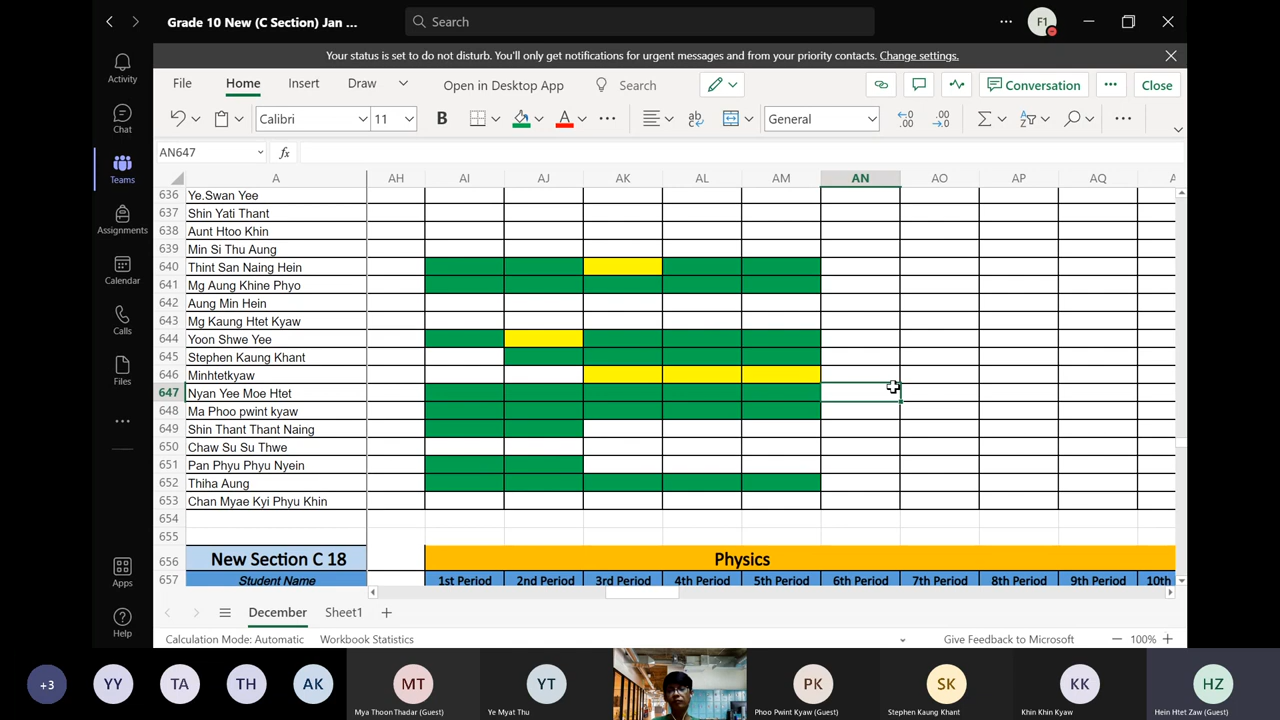 Grade 10 New (C Section) Jan ...
Search
F1
Your status is set to do not disturb. You'll only get notifications for urgent messages and from your priority contacts. Change settings.
Activity
Chat
Teams
Assignments
Calendar
Calls
Files
Apps
Help
File Home Insert Draw Open in Desktop App Search Conversation Close
Calibri 11 B A General
AN647 fx
A AH AI AJ AK AL AM AN AO AP AQ
636 Ye.Swan Yee
637 Shin Yati Thant
638 Aunt Htoo Khin
639 Min Si Thu Aung
640 Thint San Naing Hein
641 Mg Aung Khine Phyo
642 Aung Min Hein
643 Mg Kaung Htet Kyaw
644 Yoon Shwe Yee
645 Stephen Kaung Khant
646 Minhtetkyaw
647 Nyan Yee Moe Htet
648 Ma Phoo pwint kyaw
649 Shin Thant Thant Naing
650 Chaw Su Su Thwe
651 Pan Phyu Phyu Nyein
652 Thiha Aung
653 Chan Myae Kyi Phyu Khin
654
655
656 New Section C 18 Physics
657 Student Name 1st Period 2nd Period 3rd Period 4th Period 5th Period 6th Period 7th Period 8th Period 9th Period 10th
December Sheet1
Calculation Mode: Automatic Workbook Statistics Give Feedback to Microsoft 100%
+3 YY TA TH AK MT YT PK SK KK HZ
Mya Thoon Thadar (Guest) Ye Myat Thu Phoo Pwint Kyaw (Guest) Stephen Kaung Khant Khin Khin Kyaw Hein Htet Zaw (Guest)